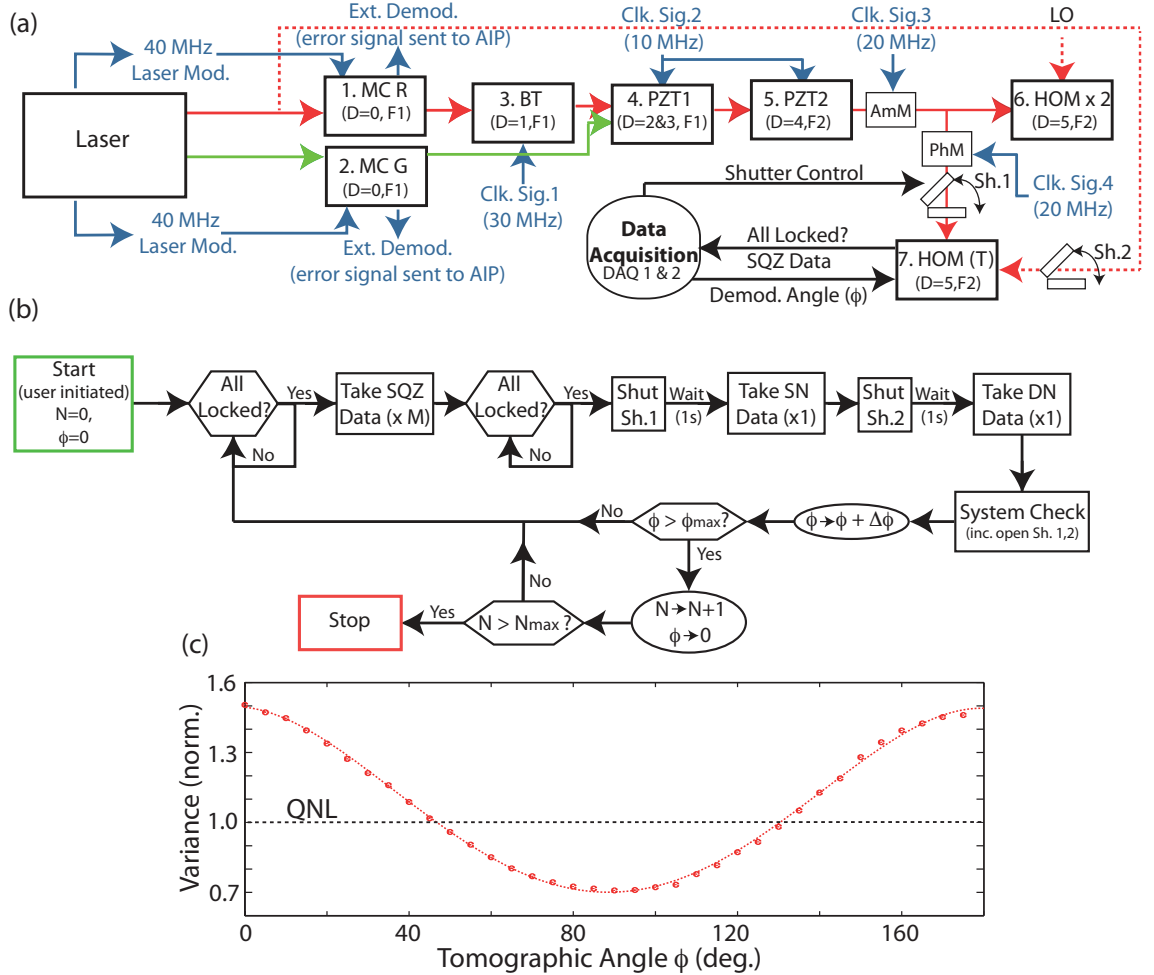 (a)
Ext. Demod.
(error signal sent to AIP)
Clk. Sig.2
(10 MHz)
Clk. Sig.3
(20 MHz)
LO
40 MHz
Laser Mod.
Laser
1. MC R
(D=0, F1)
3. BT
(D=1,F1)
4. PZT1
(D=2&3, F1)
5. PZT2
(D=4,F2)
AmM
6. HOM x 2
(D=5,F2)
2. MC G
(D=0,F1)
PhM
40 MHz
Laser Mod.
Ext. Demod.
(error signal sent to AIP)
Clk. Sig.1
(30 MHz)
Shutter Control
Sh.1
Clk. Sig.4
(20 MHz)
Data
Acquisition
DAQ 1 & 2
All Locked?
SQZ Data
Demod. Angle (ϕ)
7. HOM (T)
(D=5,F2)
Sh.2
(b)
Start
(user initiated)
N=0,
ϕ=0
All
Locked?
Yes
No
Take SQZ
Data (x M)
All
Locked?
Yes
No
Shut
Sh.1
Wait
(1s)
Take SN
Data (x1)
Shut
Sh.2
Wait
(1s)
Take DN
Data (x1)
System Check
(inc. open Sh. 1,2)
ϕ→ϕ + Δϕ
ϕ > ϕmax?
No
Yes
N→N+1
ϕ→0
N > Nmax ?
No
Yes
Stop
(c)
1.6
1.3
1.0
0.7
Variance (norm.)
QNL
0
40
80
120
160
Tomographic Angle ϕ (deg.)